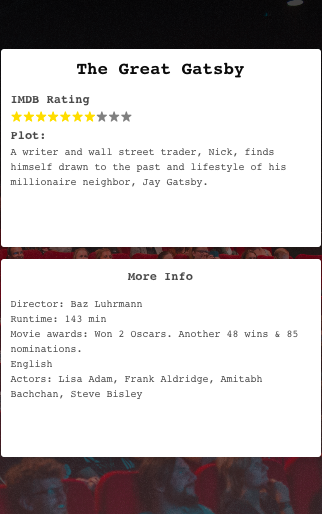 The Great Gatsby
IMDB Rating
Plot:
A writer and wall street trader, Nick, finds
himself drawn to the past and lifestyle of his
millionaire neighbor, Jay Gatsby.
More Info
Director: Baz Luhrmann
Runtime: 143 min
Movie awards: Won 2 Oscars. Another 48 wins & 85
nominations.
English
Actors: Lisa Adam, Frank Aldridge, Amitabh
Bachchan, Steve Bisley